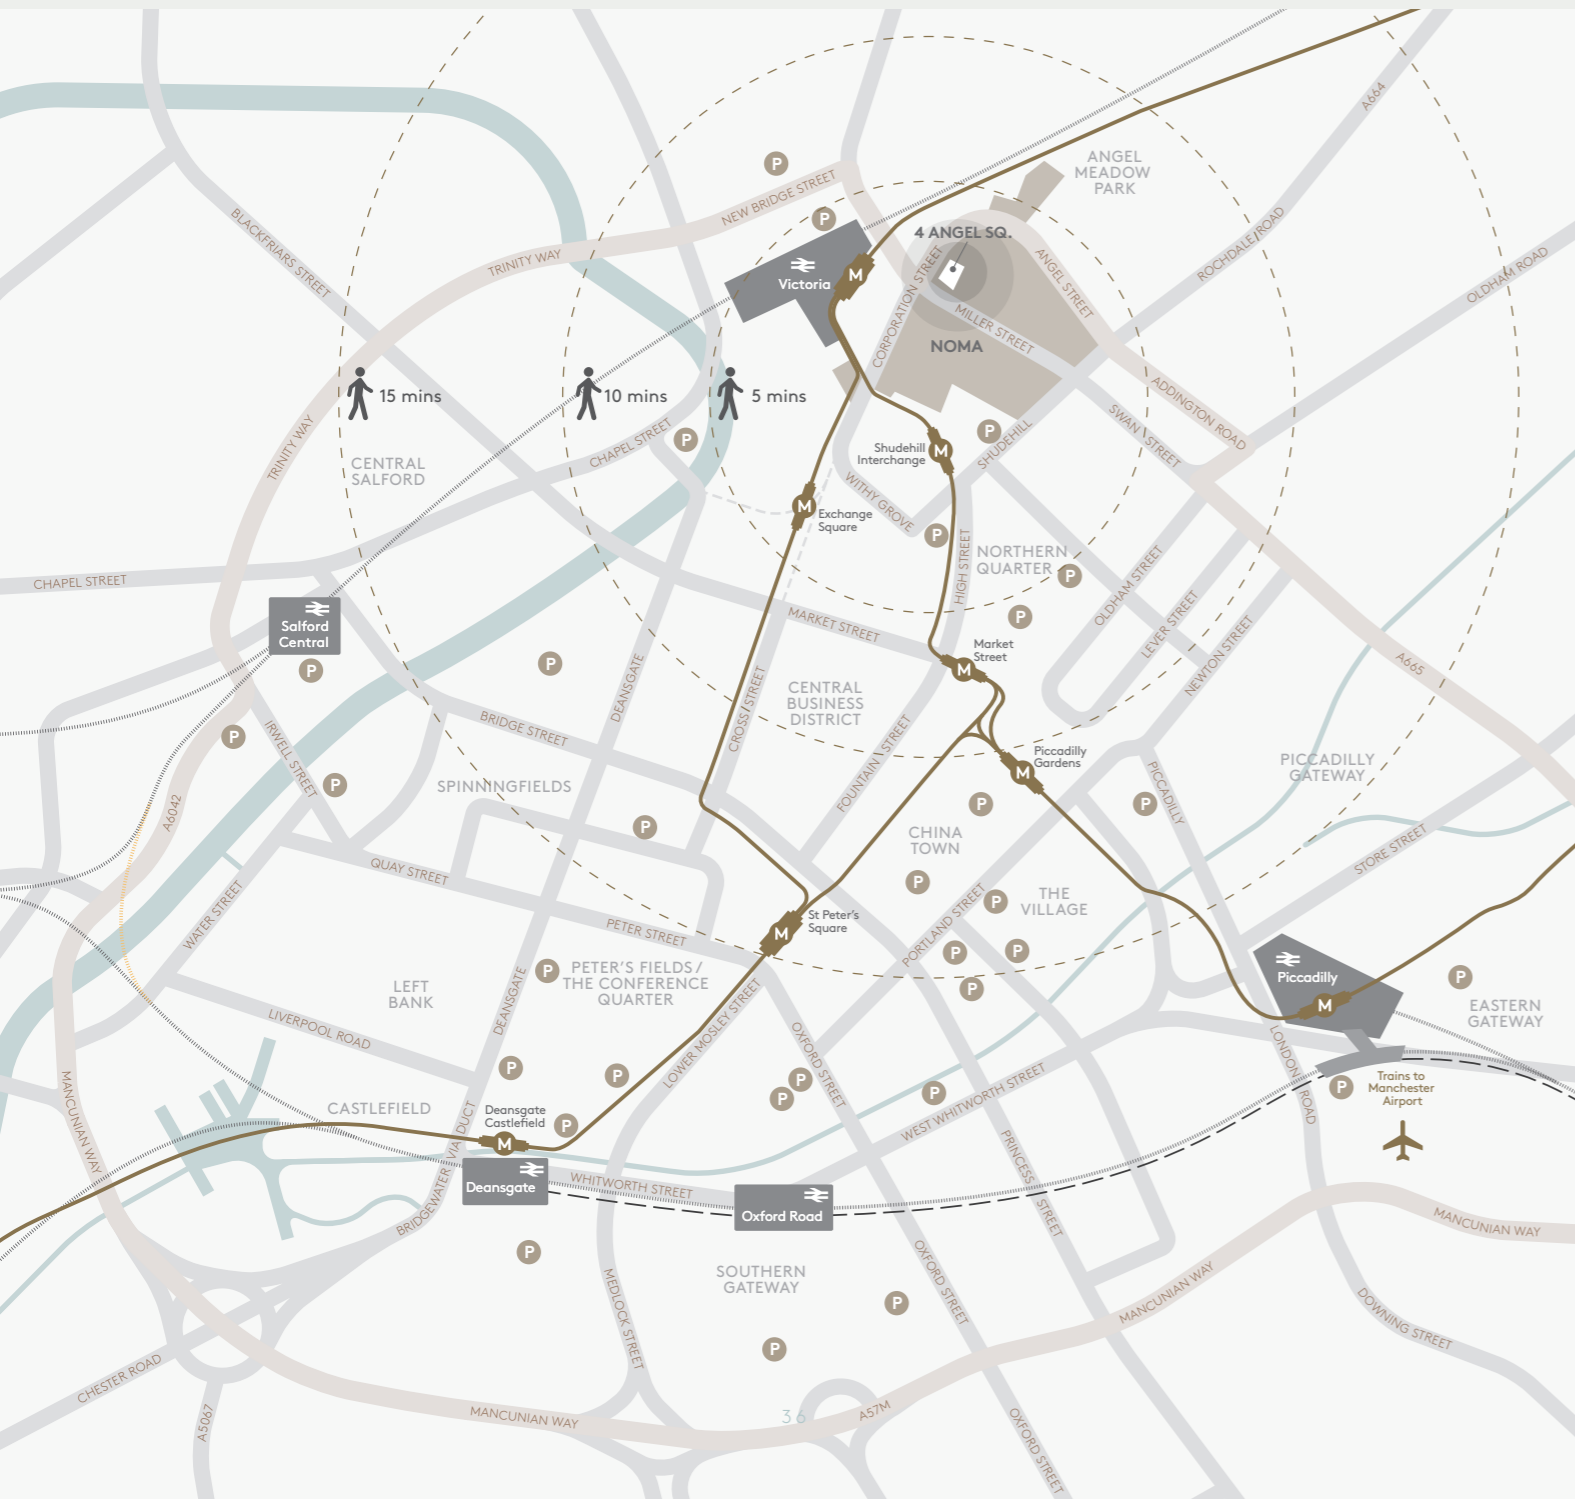 A664
ANGEL
MEADOW
PARK
P
NEW BRIDGE STREET
P
BLACKFRIARS STREET
4 ANGEL SQ.
ROCHDALE ROAD
TRINITY WAY
OLDHAM ROAD
ANGEL STREET
Victoria
M
CORPORATION STREET
MILLER STREET
NOMA
15 mins
10 mins
5 mins
ADDINGTON ROAD
SWAN STREET
TRINITY WAY
CHAPEL STREET
P
P
SHUDEHILL
Shudehill
Interchange
M
CENTRAL
SALFORD
WITHY GROVE
M
Exchange
Square
P
HIGH STREET
NORTHERN
QUARTER
P
CHAPEL STREET
OLDHAM STREET
LEVER STREET
NEWTON STREET
P
MARKET STREET
Salford
Central
P
P
Market
Street
M
A665
DEANSGATE
CENTRAL
BUSINESS
DISTRICT
CROSS STREET
BRIDGE STREET
P
IRWELL STREET
FOUNTAIN STREET
Piccadilly
Gardens
M
PICCADILLY
GATEWAY
PICCADILLY
SPINNINGFIELDS
P
A6042
P
P
P
CHINA
TOWN
STORE STREET
QUAY STREET
P
THE
VILLAGE
P
WATER STREET
PORTLAND STREET
St Peter's
Square
M
PETER STREET
P
P
P
Piccadilly
M
P
P
PETER'S FIELDS/
THE CONFERENCE
QUARTER
LEFT
BANK
EASTERN
GATEWAY
DEANSGATE
LIVERPOOL ROAD
LOWER MOSLEY STREET
OXFORD STREET
LONDON ROAD
P
P
P
P
P
P
Trains to
Manchester
Airport
WEST WHITWORTH STREET
MANCUNIAN WAY
CASTLEFIELD
Deansgate
Castlefield
P
M
BRIDGEWATER VIADUCT
Deansgate
WHITWORTH STREET
Oxford Road
PRINCESS STREET
MANCUNIAN WAY
P
OXFORD STREET
SOUTHERN
GATEWAY
MEDLOCK STREET
MANCUNIAN WAY
P
DOWNING STREET
P
CHESTER ROAD
A5067
MANCUNIAN WAY
36
A57M
OXFORD STREET